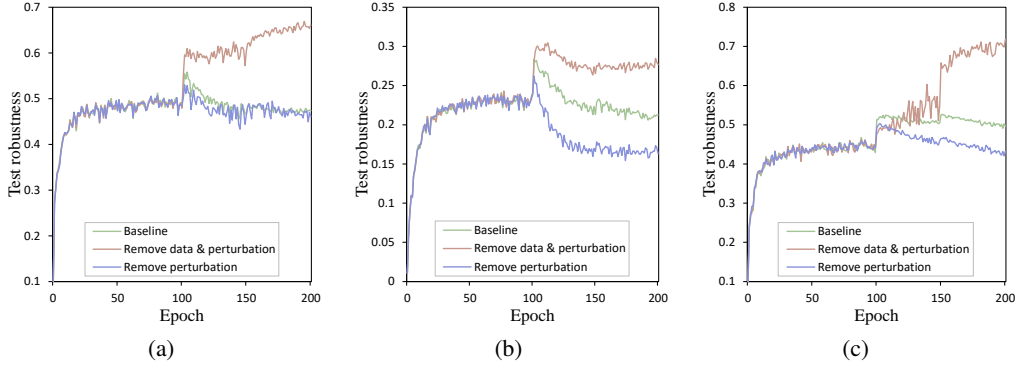 0.7
0.6
0.5
0.4
0.3
0.2
0.1
Test robustness
Baseline
Remove data & perturbation
Remove perturbation
0 50 100 150 200
Epoch
(a)
0.35
0.3
0.25
0.2
0.15
0.1
0.05
0
Test robustness
Baseline
Remove data & perturbation
Remove perturbation
0 50 100 150 200
Epoch
(b)
0.8
0.7
0.6
0.5
0.4
0.3
0.2
0.1
Test robustness
Baseline
Remove data & perturbation
Remove perturbation
0 50 100 150 200
Epoch
(c)